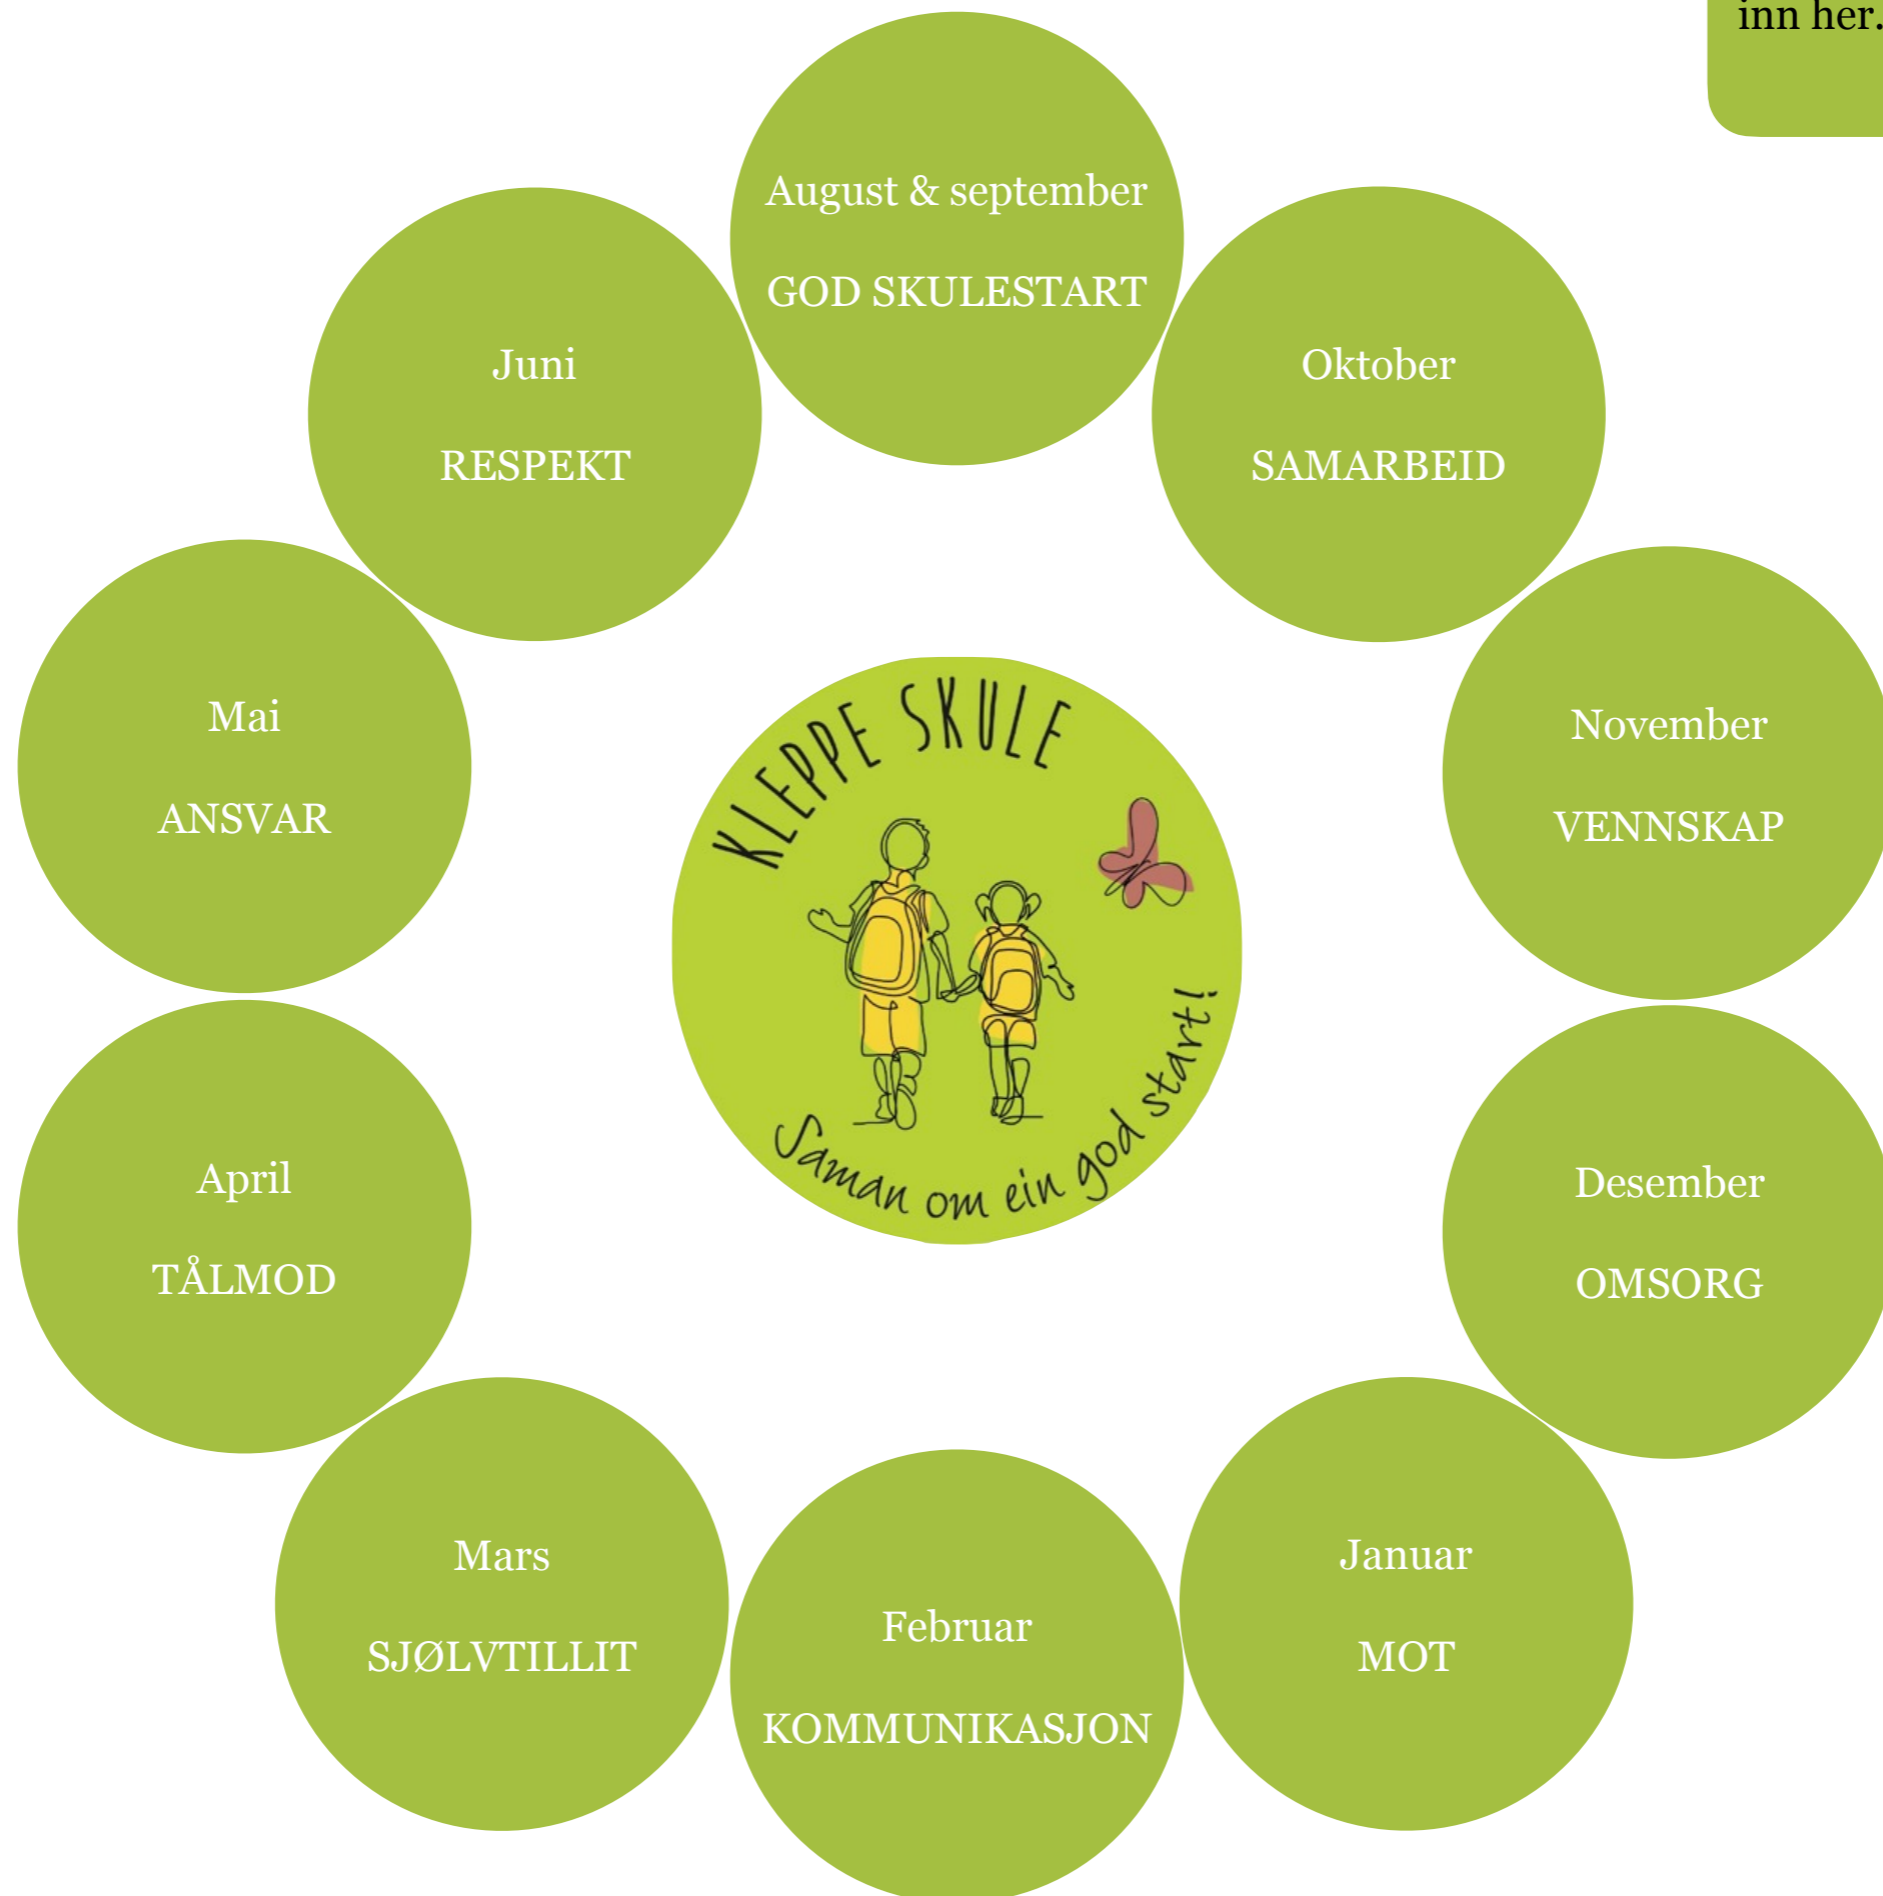 inn her.
August & september
GOD SKULESTART
Oktober
SAMARBEID
November
VENNSKAP
Desember
OMSORG
Januar
MOT
Februar
KOMMUNIKASJON
Mars
SJØLVTILLIT
April
TÅLMOD
Mai
ANSVAR
Juni
RESPEKT
KLEPPE SKULE
Saman om ein god start!